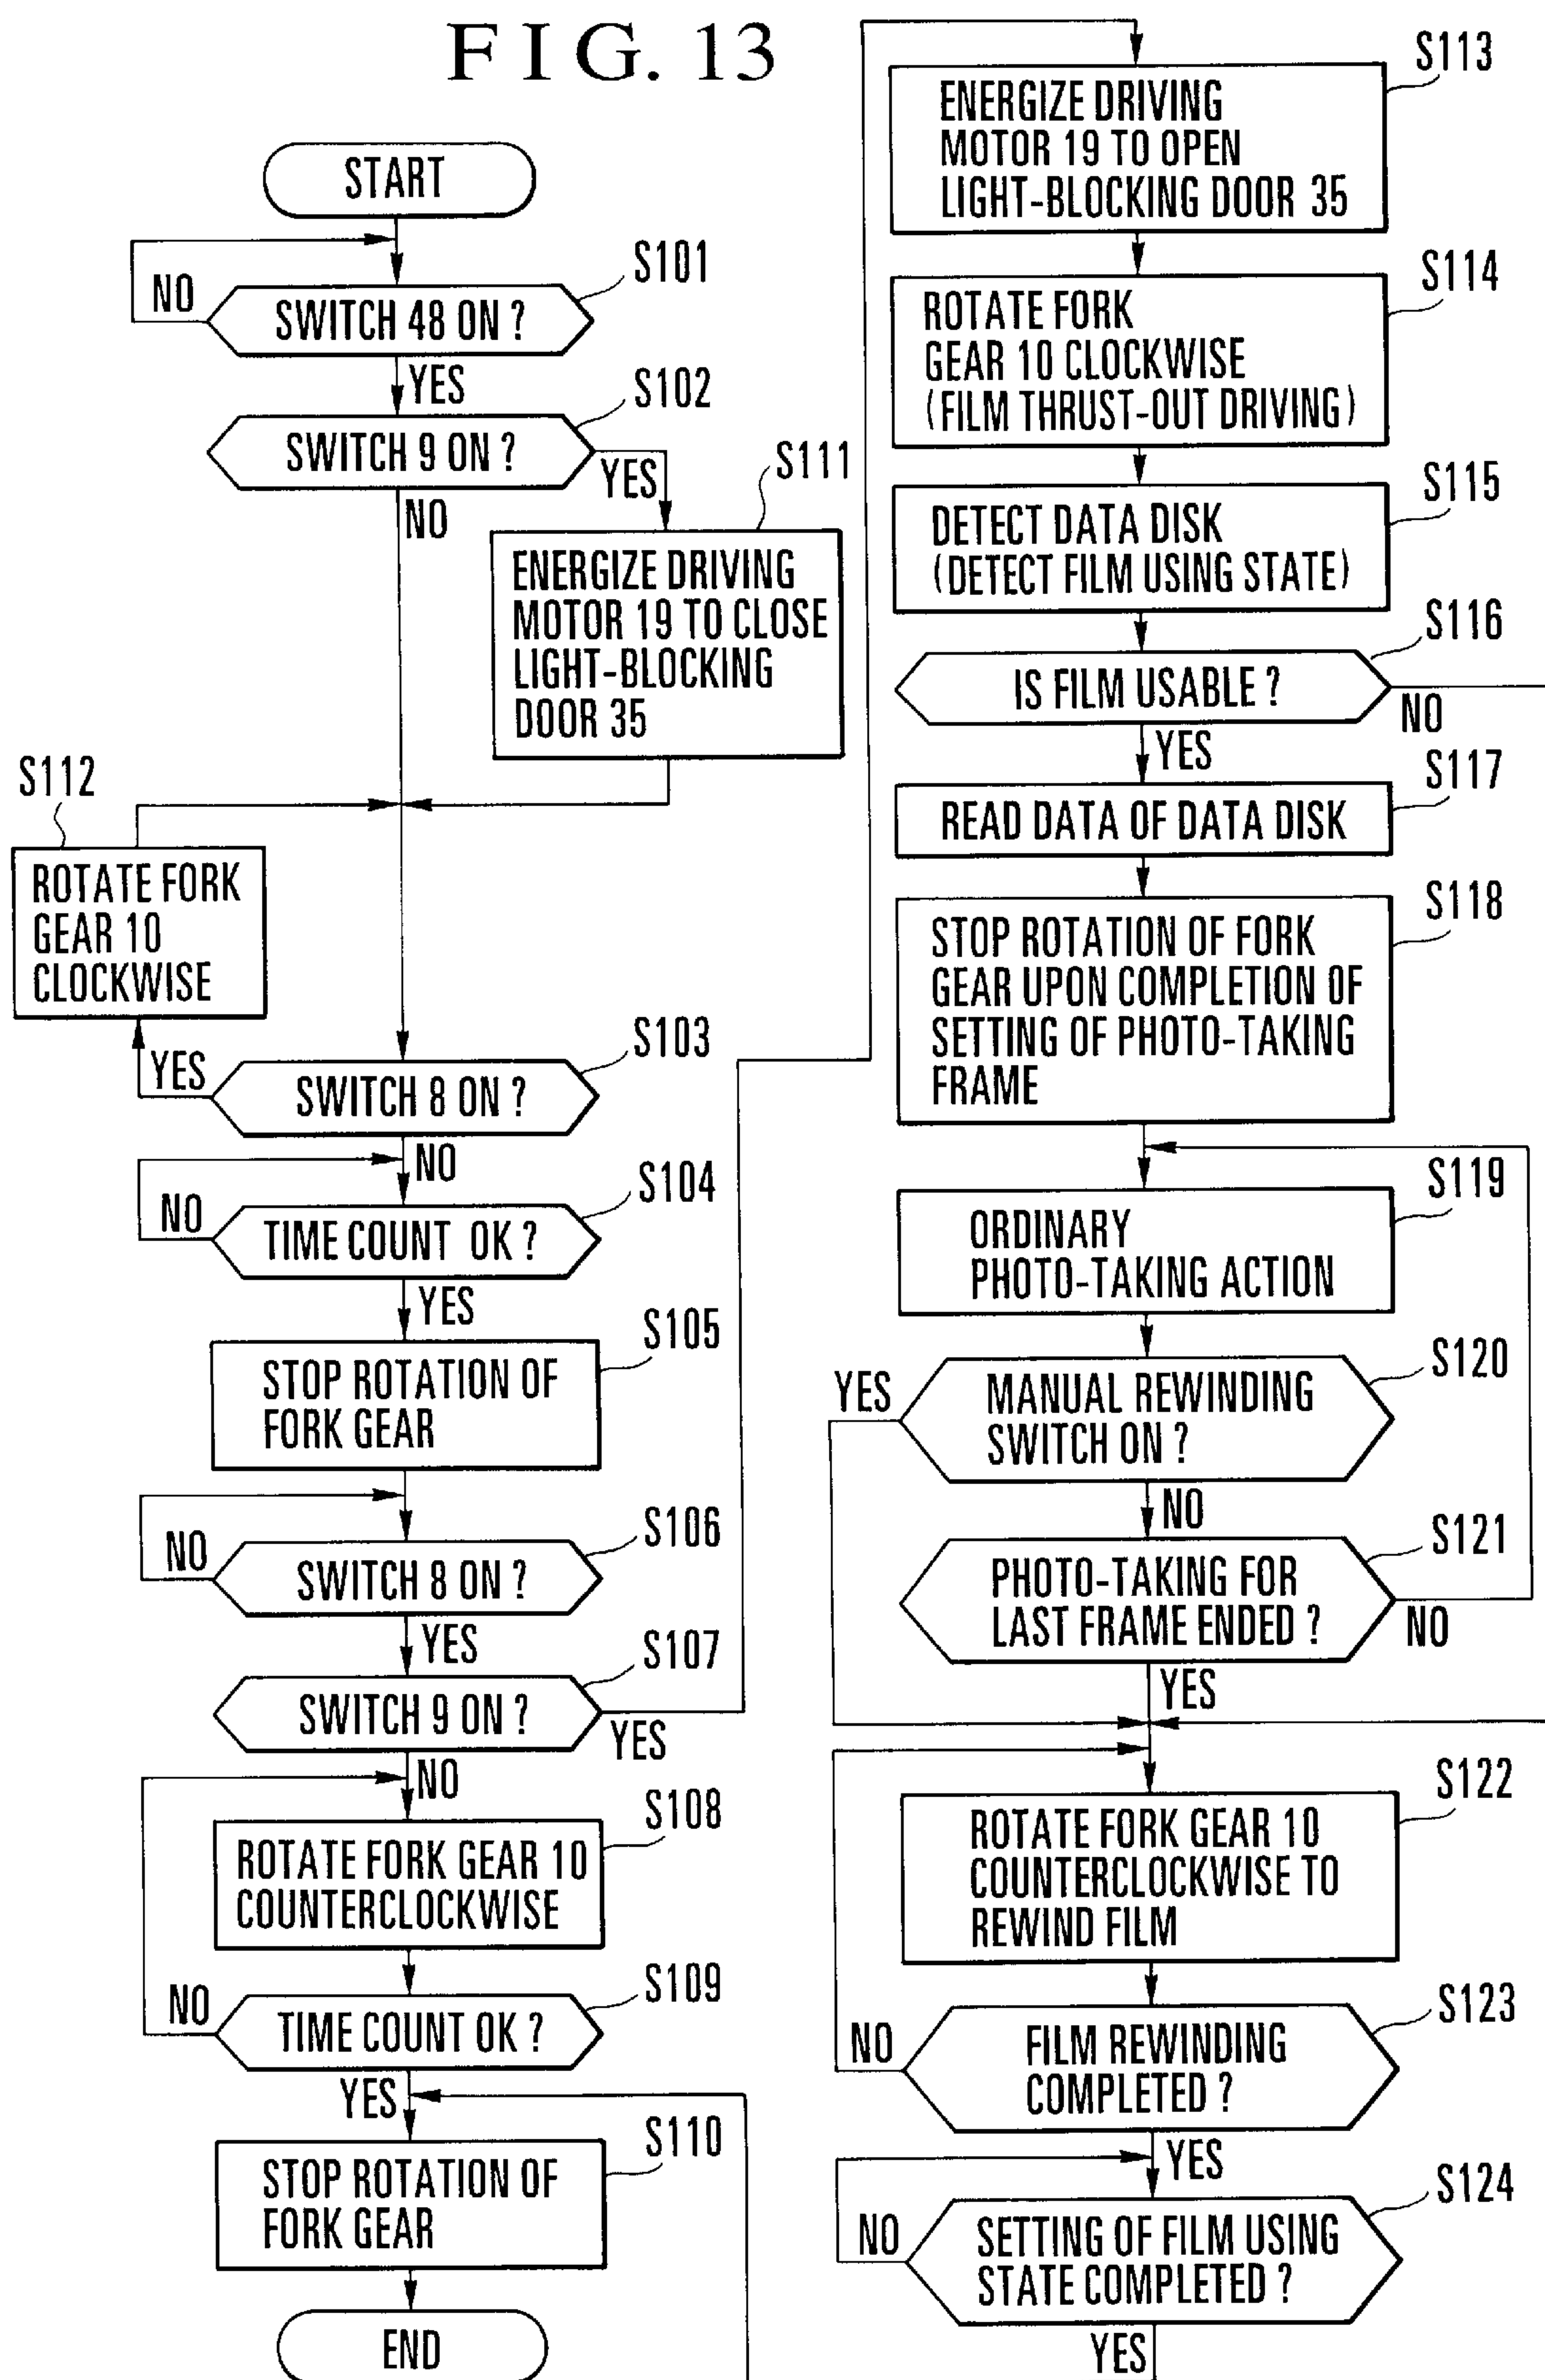 FIG. 13
START
S101
NO
SWITCH 48 ON ?
YES
S102
SWITCH 9 ON ?
YES
NO
S111
ENERGIZE DRIVING
MOTOR 19 TO CLOSE
LIGHT-BLOCKING
DOOR 35
S112
ROTATE FORK
GEAR 10
CLOCKWISE
S103
YES
SWITCH 8 ON ?
NO
S104
NO
TIME COUNT OK ?
YES
S105
STOP ROTATION OF
FORK GEAR
S106
NO
SWITCH 8 ON ?
YES
S107
SWITCH 9 ON ?
YES
NO
S108
ROTATE FORK GEAR 10
COUNTERCLOCKWISE
S109
NO
TIME COUNT OK ?
YES
S110
STOP ROTATION OF
FORK GEAR
END
S113
ENERGIZE DRIVING
MOTOR 19 TO OPEN
LIGHT-BLOCKING DOOR 35
S114
ROTATE FORK
GEAR 10 CLOCKWISE
(FILM THRUST-OUT DRIVING)
S115
DETECT DATA DISK
(DETECT FILM USING STATE)
S116
IS FILM USABLE ?
NO
YES
S117
READ DATA OF DATA DISK
S118
STOP ROTATION OF FORK
GEAR UPON COMPLETION OF
SETTING OF PHOTO-TAKING
FRAME
S119
ORDINARY
PHOTO-TAKING ACTION
S120
YES
MANUAL REWINDING
SWITCH ON ?
NO
S121
PHOTO-TAKING FOR
LAST FRAME ENDED ?
NO
YES
S122
ROTATE FORK GEAR 10
COUNTERCLOCKWISE TO
REWIND FILM
S123
NO
FILM REWINDING
COMPLETED ?
YES
S124
NO
SETTING OF FILM USING
STATE COMPLETED ?
YES